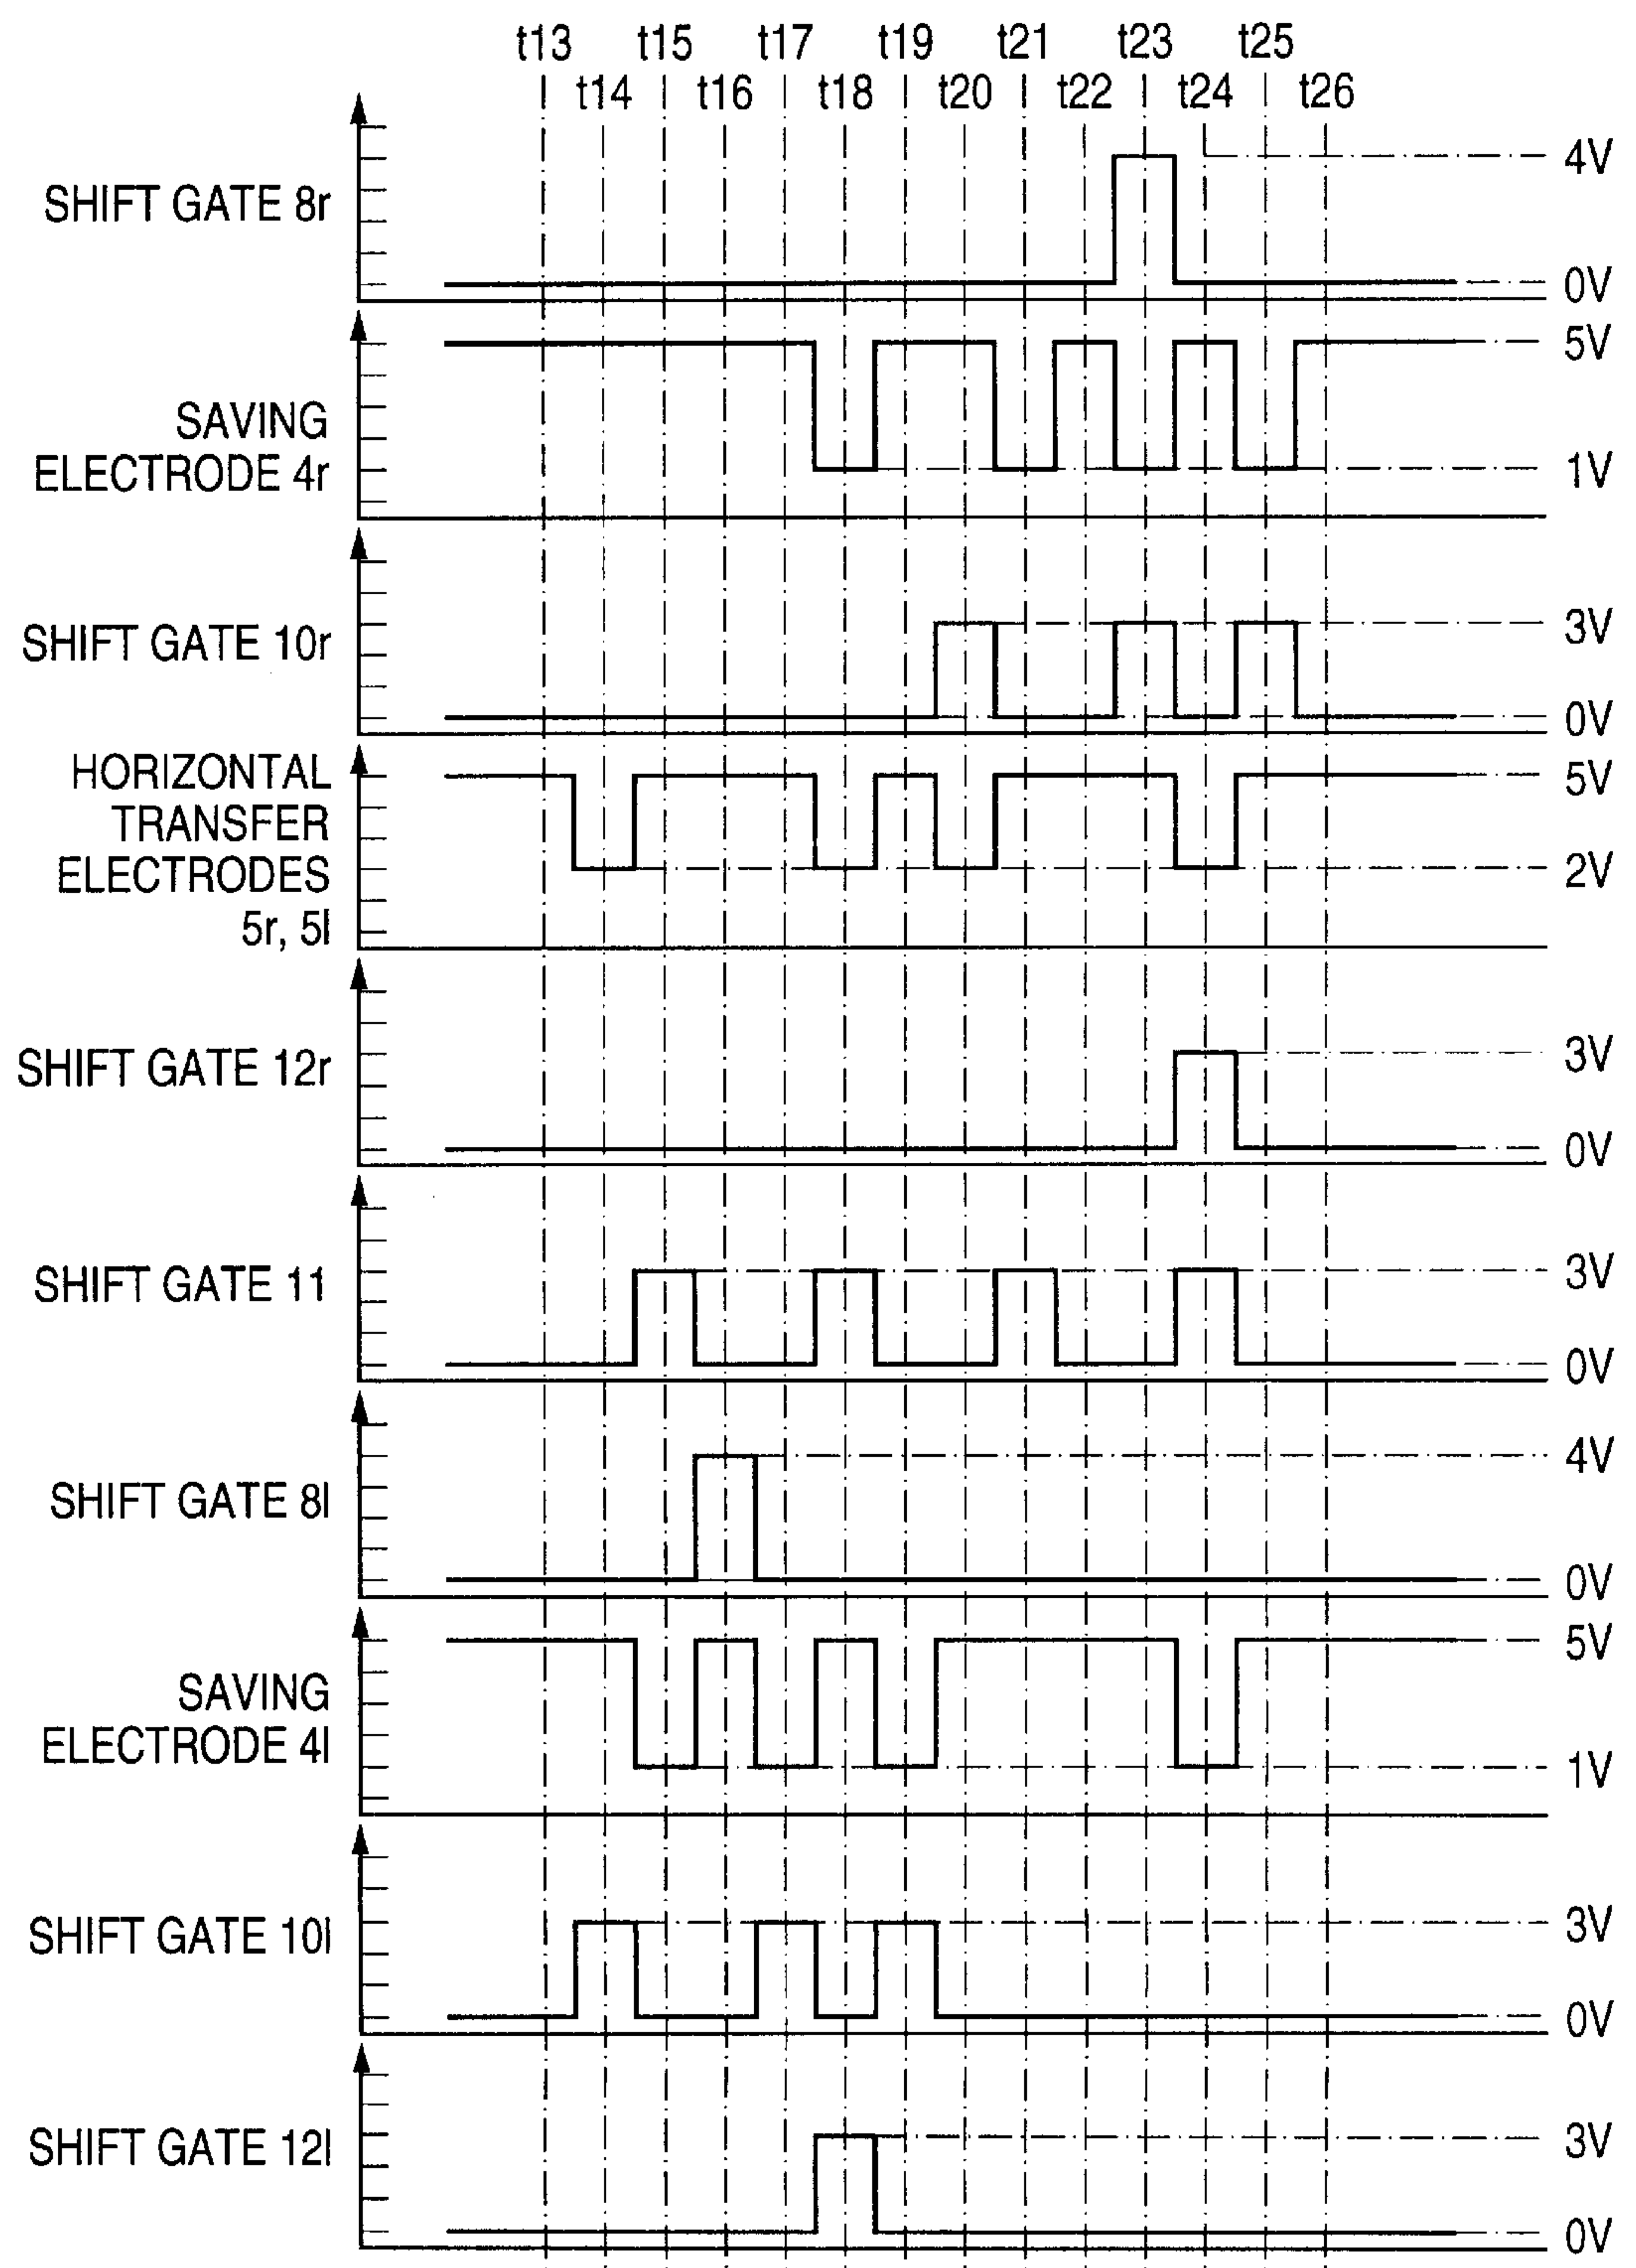 t13 t15 t17 t19 t21 t23 t25
t14 t16 t18 t20 t22 t24 t26
4V
SHIFT GATE 8r
0V
5V
SAVING
ELECTRODE 4r
1V
3V
SHIFT GATE 10r
0V
HORIZONTAL
TRANSFER
ELECTRODES
5r, 5l
5V
2V
3V
SHIFT GATE 12r
0V
3V
SHIFT GATE 11
0V
4V
SHIFT GATE 8l
0V
5V
SAVING
ELECTRODE 4l
1V
3V
SHIFT GATE 10l
0V
3V
SHIFT GATE 12l
0V